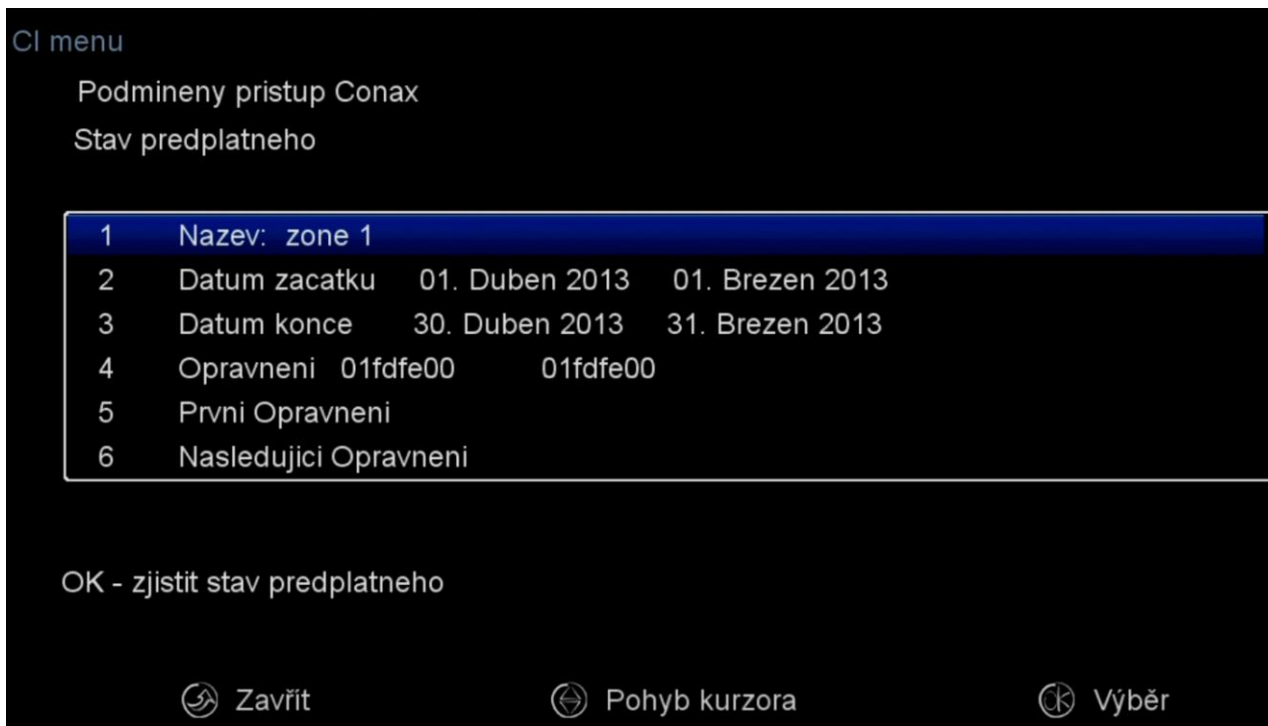 CI menu
Podmineny pristup Conax
Stav predplatneho
1 Nazev: zone 1
2 Datum zacatku 01. Duben 2013 01. Brezen 2013
3 Datum konce 30. Duben 2013 31. Brezen 2013
4 Opravneni 01fdfe00 01fdfe00
5 Prvni Opravneni
6 Nasledujici Opravneni
OK - zjistit stav predplatneho
Zavřít Pohyb kurzora OK Výběr